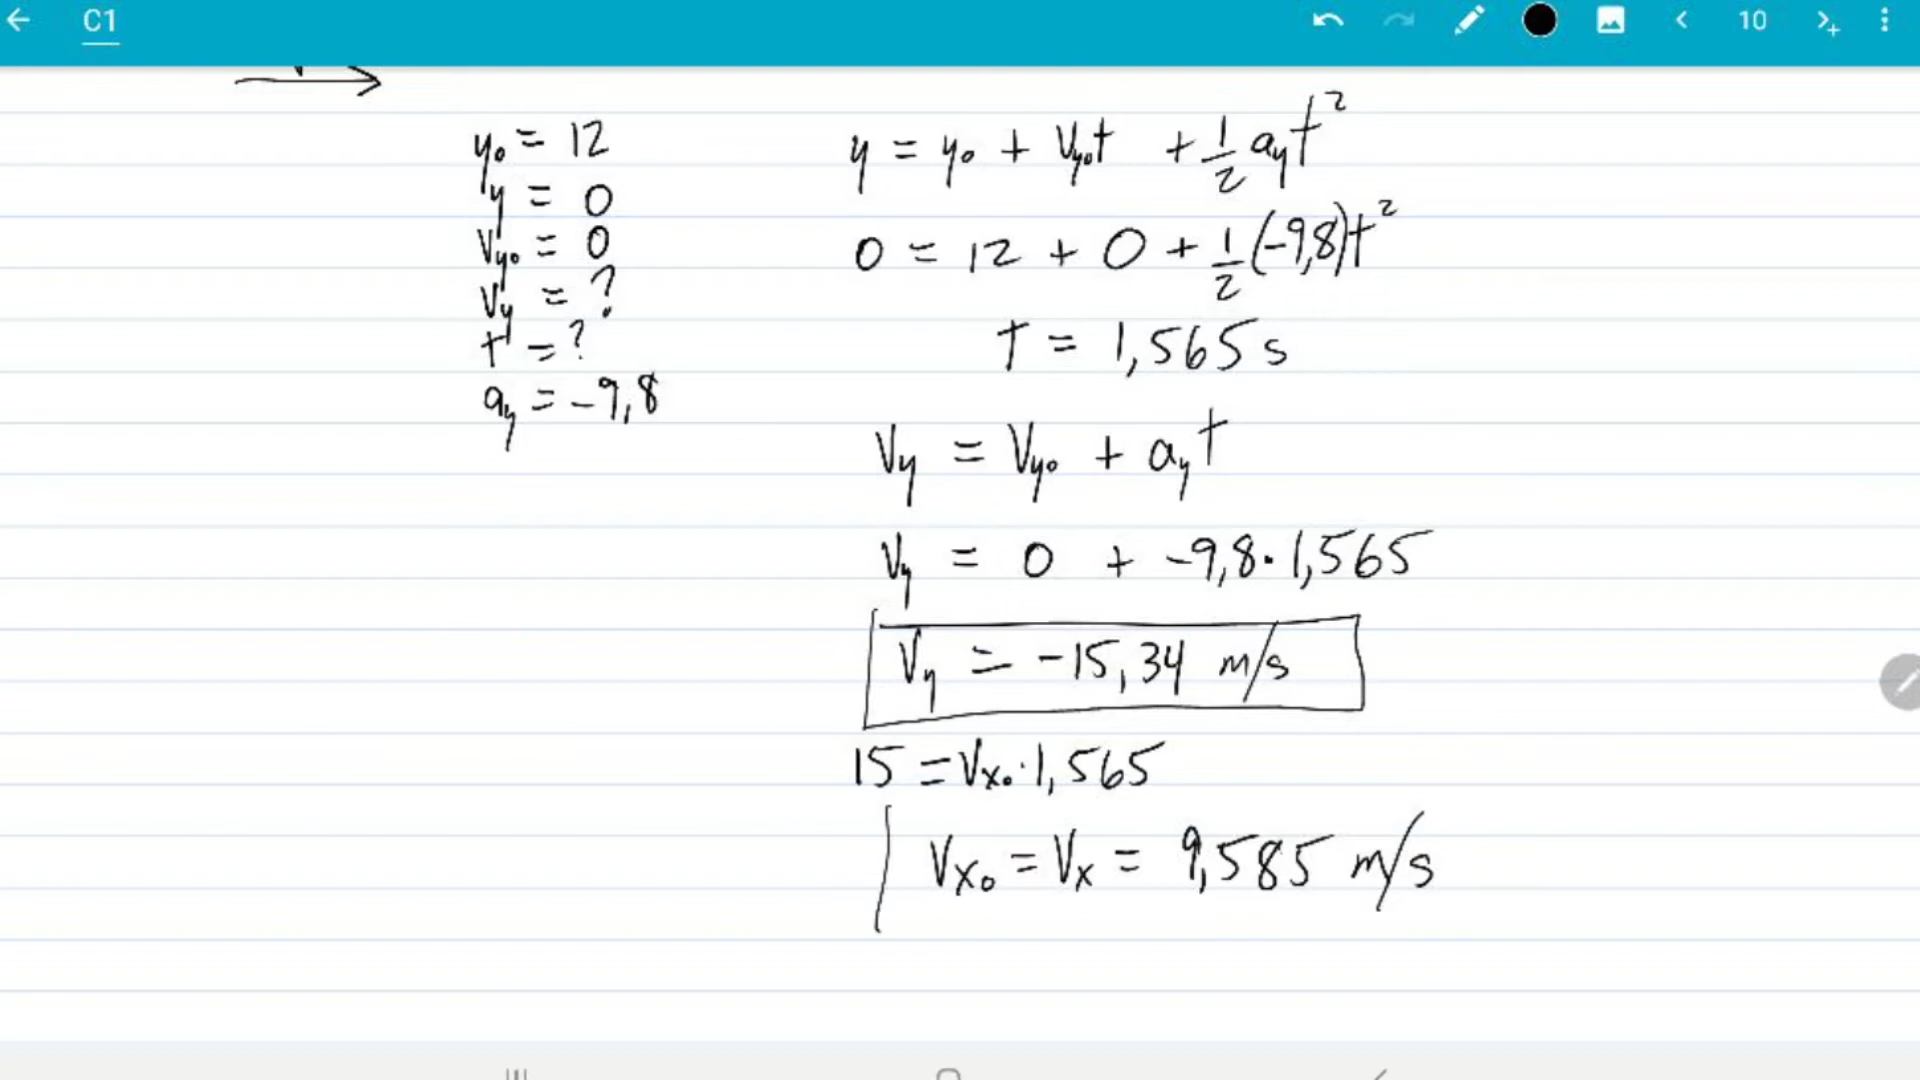 C1
10
y₀ = 12
y = 0
Vy₀ = 0
Vy = ?
t = ?
ay = -9,8
y = y₀ + Vy₀t + 1/2 ayt²
0 = 12 + 0 + 1/2 (-9,8)t²
t = 1,565 s
Vy = Vy₀ + ayt
Vy = 0 + -9,8 · 1,565
Vy = -15,34 m/s
15 = Vx₀ · 1,565
Vx₀ = Vx = 9,585 m/s